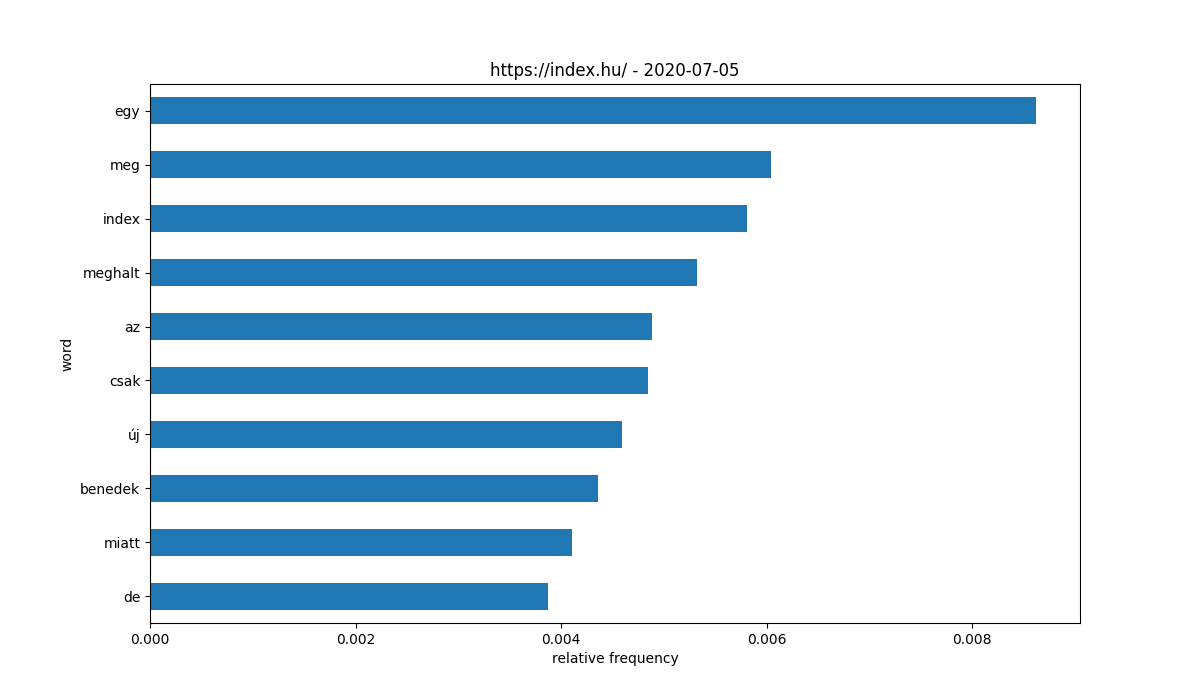 https://index.hu/ - 2020-07-05
egy
meg
index
meghalt
az
csak
új
benedek
miatt
de
word
0.000 0.002 0.004 0.006 0.008
relative frequency